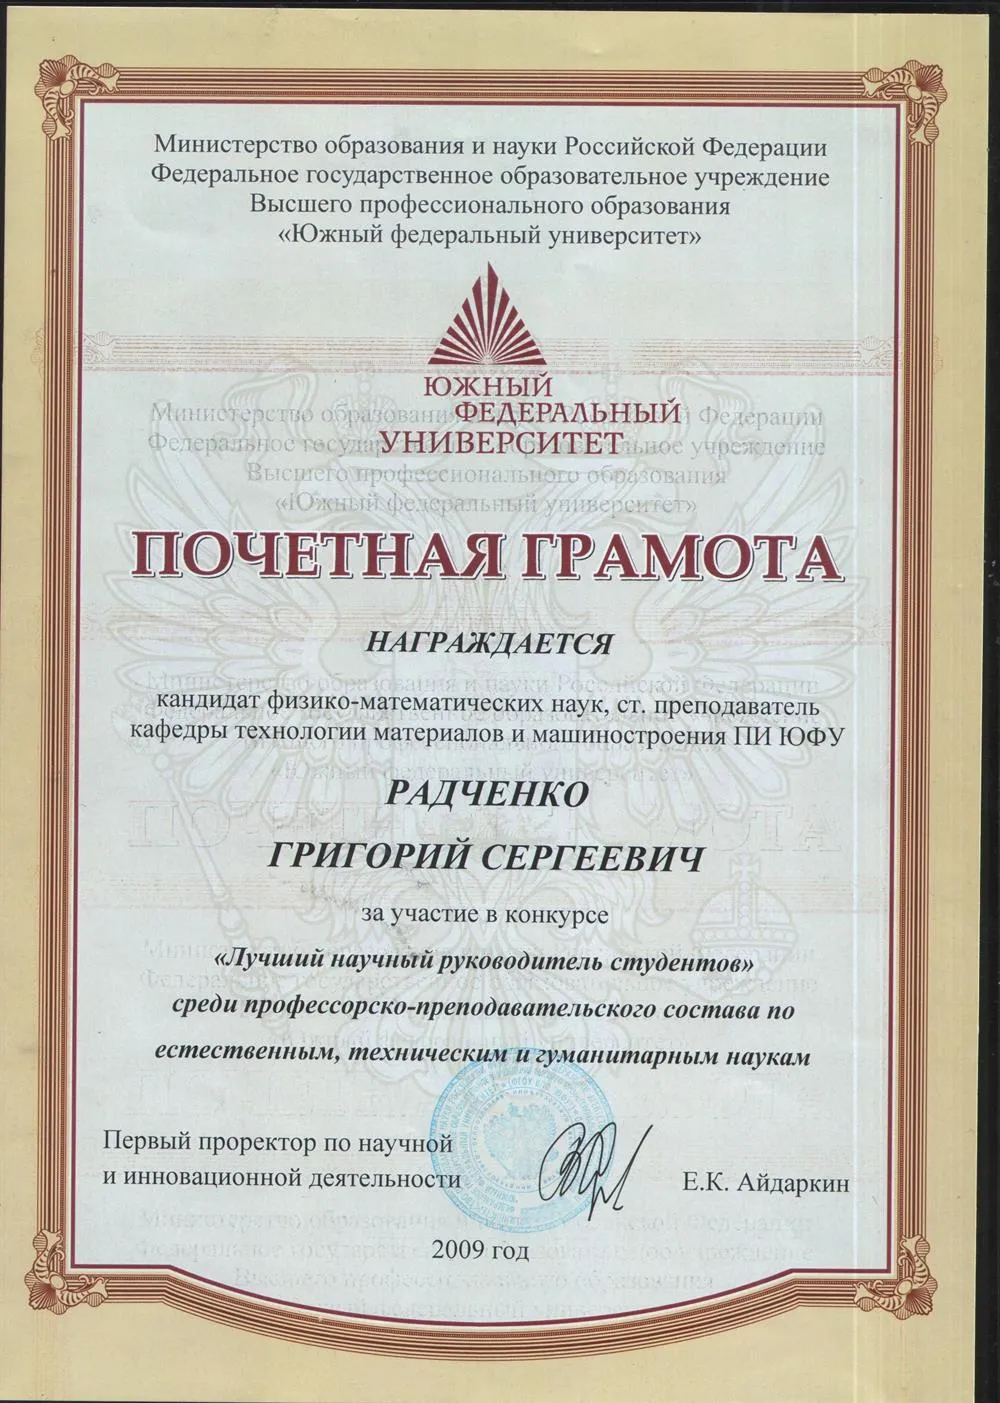 Министерство образования и науки Российской Федерации
Федеральное государственное образовательное учреждение
Высшего профессионального образования
«Южный федеральный университет»
ЮЖНЫЙ
ФЕДЕРАЛЬНЫЙ
УНИВЕРСИТЕТ
ПОЧЕТНАЯ ГРАМОТА
НАГРАЖДАЕТСЯ
кандидат физико-математических наук, ст. преподаватель
кафедры технологии материалов и машиностроения ПИ ЮФУ
РАДЧЕНКО
ГРИГОРИЙ СЕРГЕЕВИЧ
за участие в конкурсе
«Лучший научный руководитель студентов»
среди профессорско-преподавательского состава по
естественным, техническим и гуманитарным наукам
Первый проректор по научной
и инновационной деятельности
Е.К. Айдаркин
2009 год